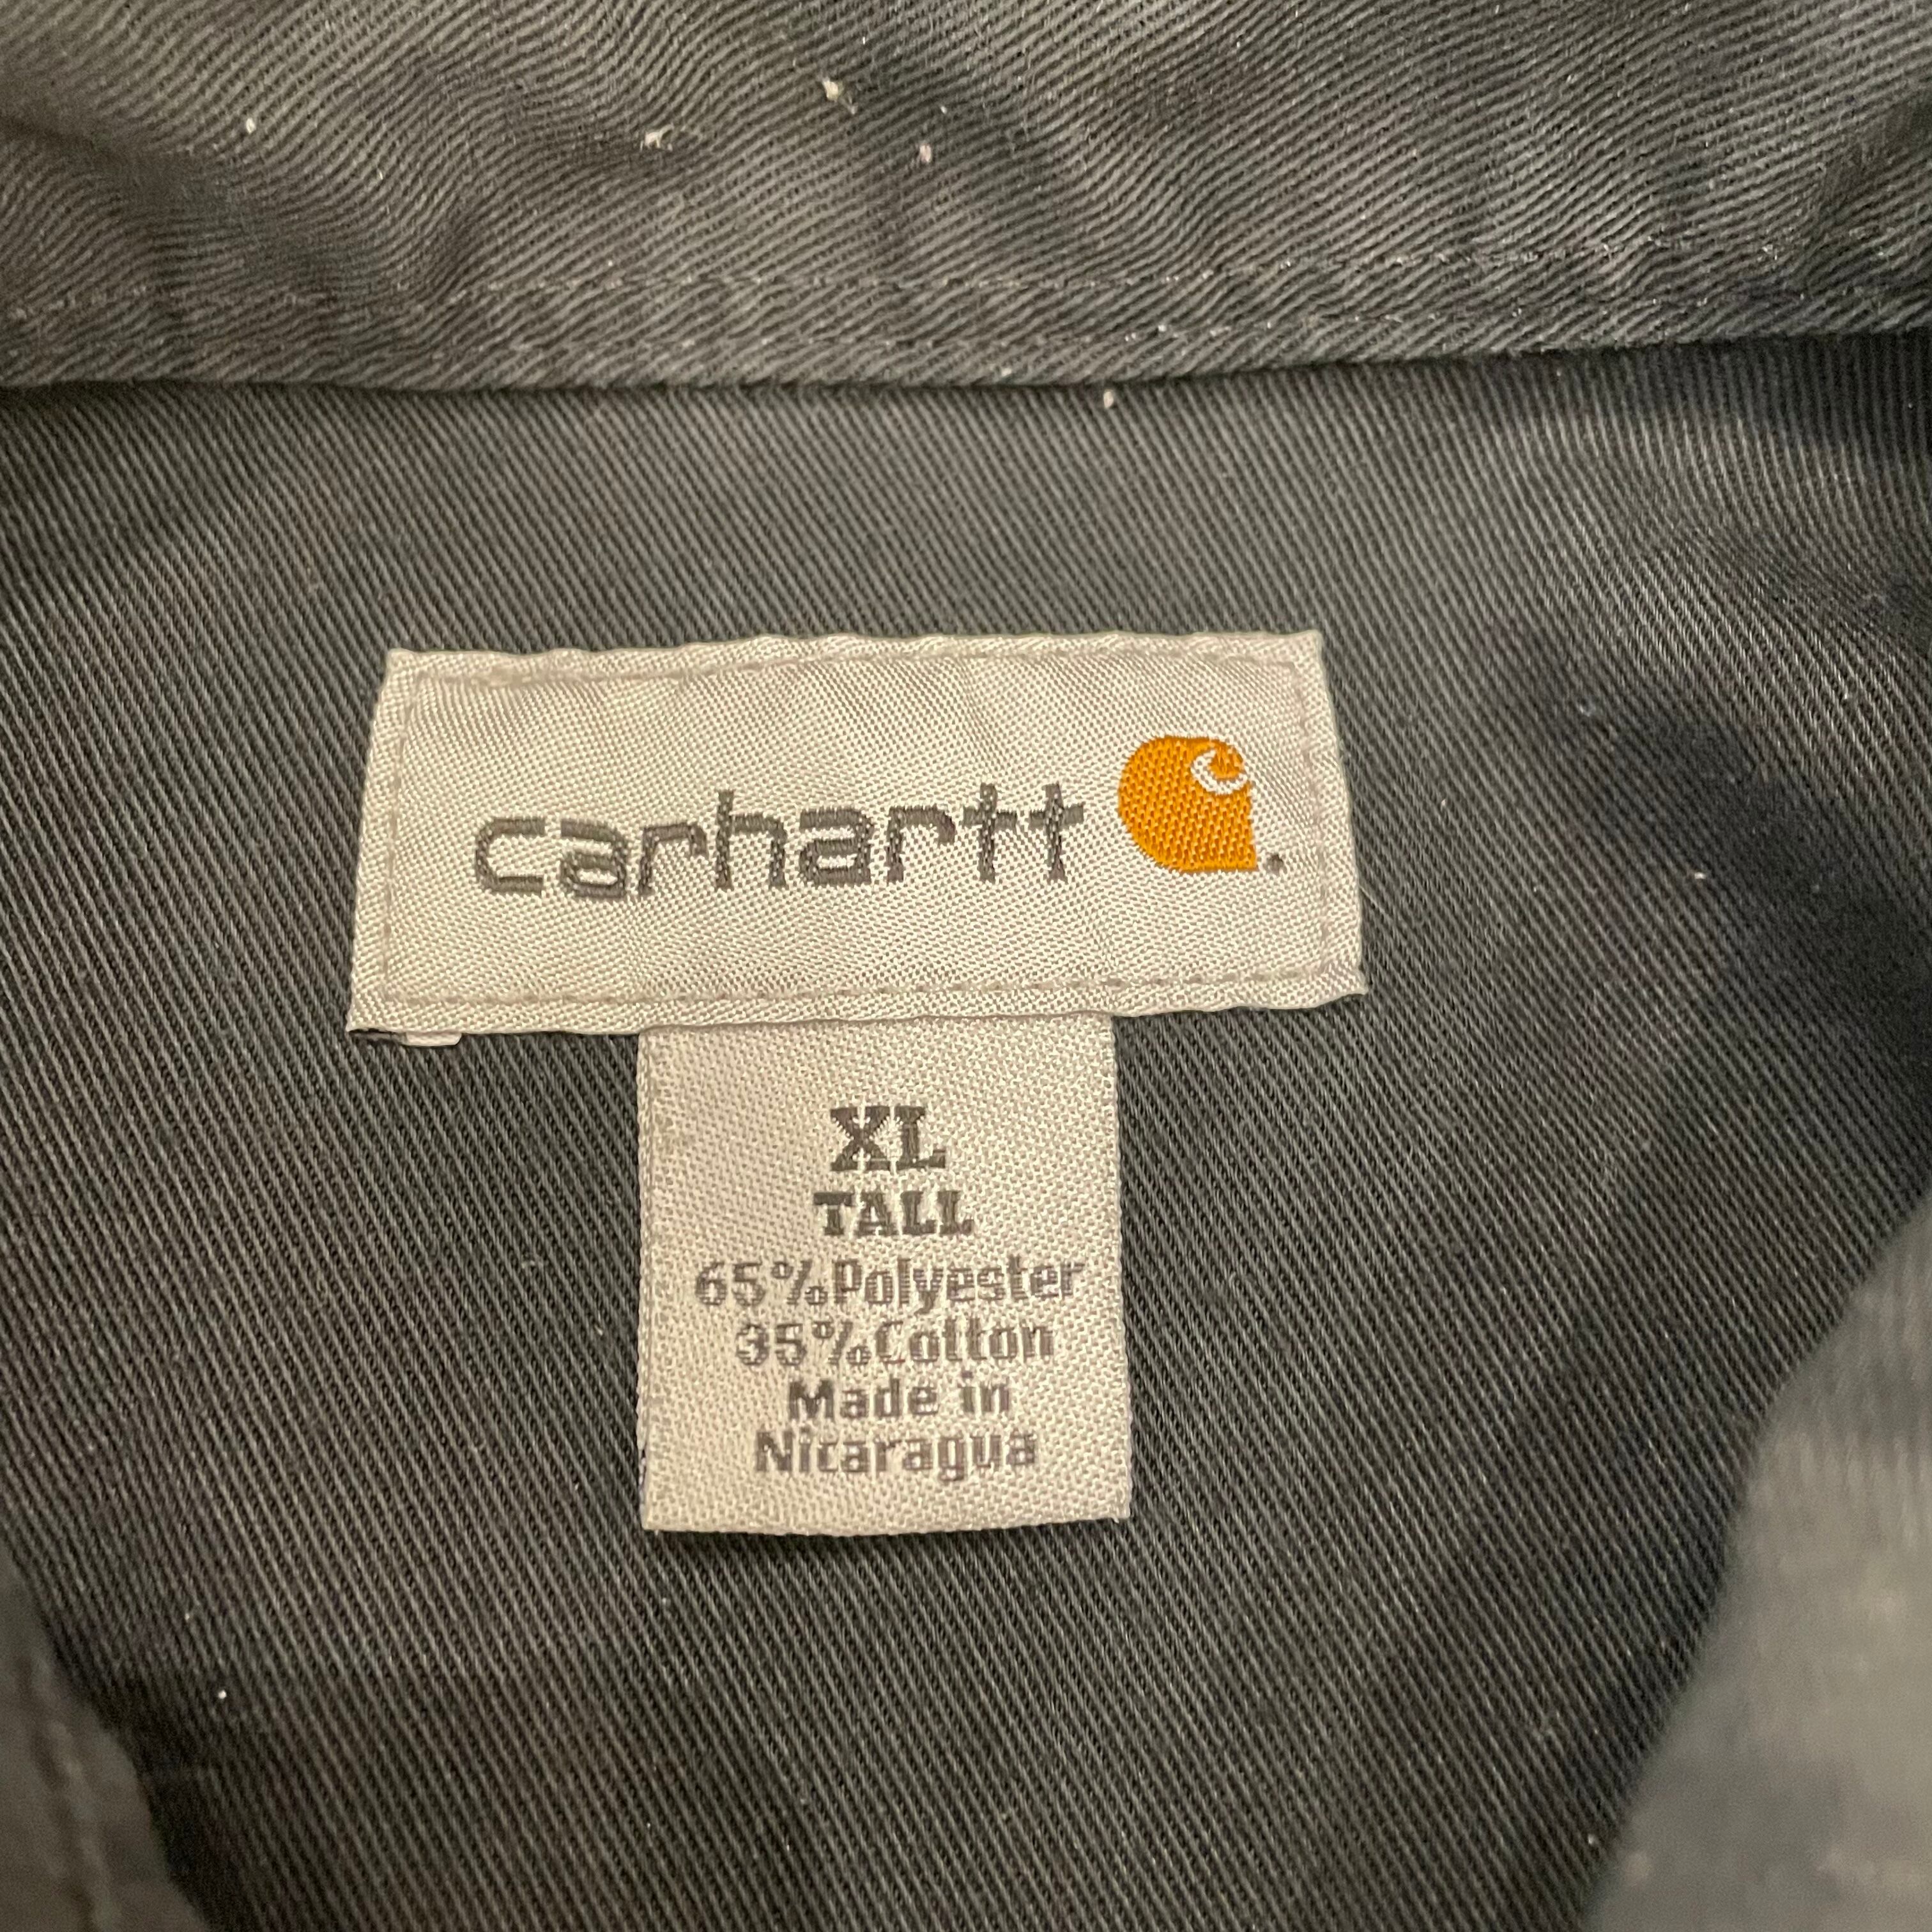 carhartt
XL
TALL
65%Polyester
35%Cotton
Made in
Nicaragua